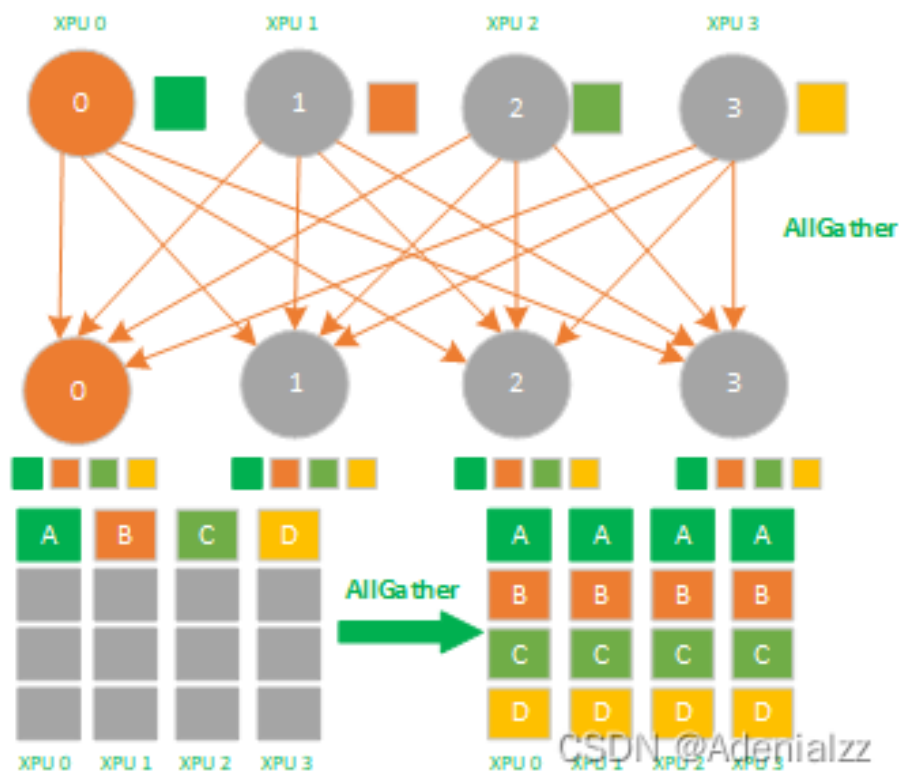 XPU 0 XPU 1 XPU 2 XPU 3
0 1 2 3
AllGather
0 1 2 3
A B C D A A A A
B B B B
AllGather
C C C C
D D D D
XPU 0 XPU 1 XPU 2 XPU 3 XPU 0 XPU 1 XPU 2 XPU 3
CSDN @Adenialzz